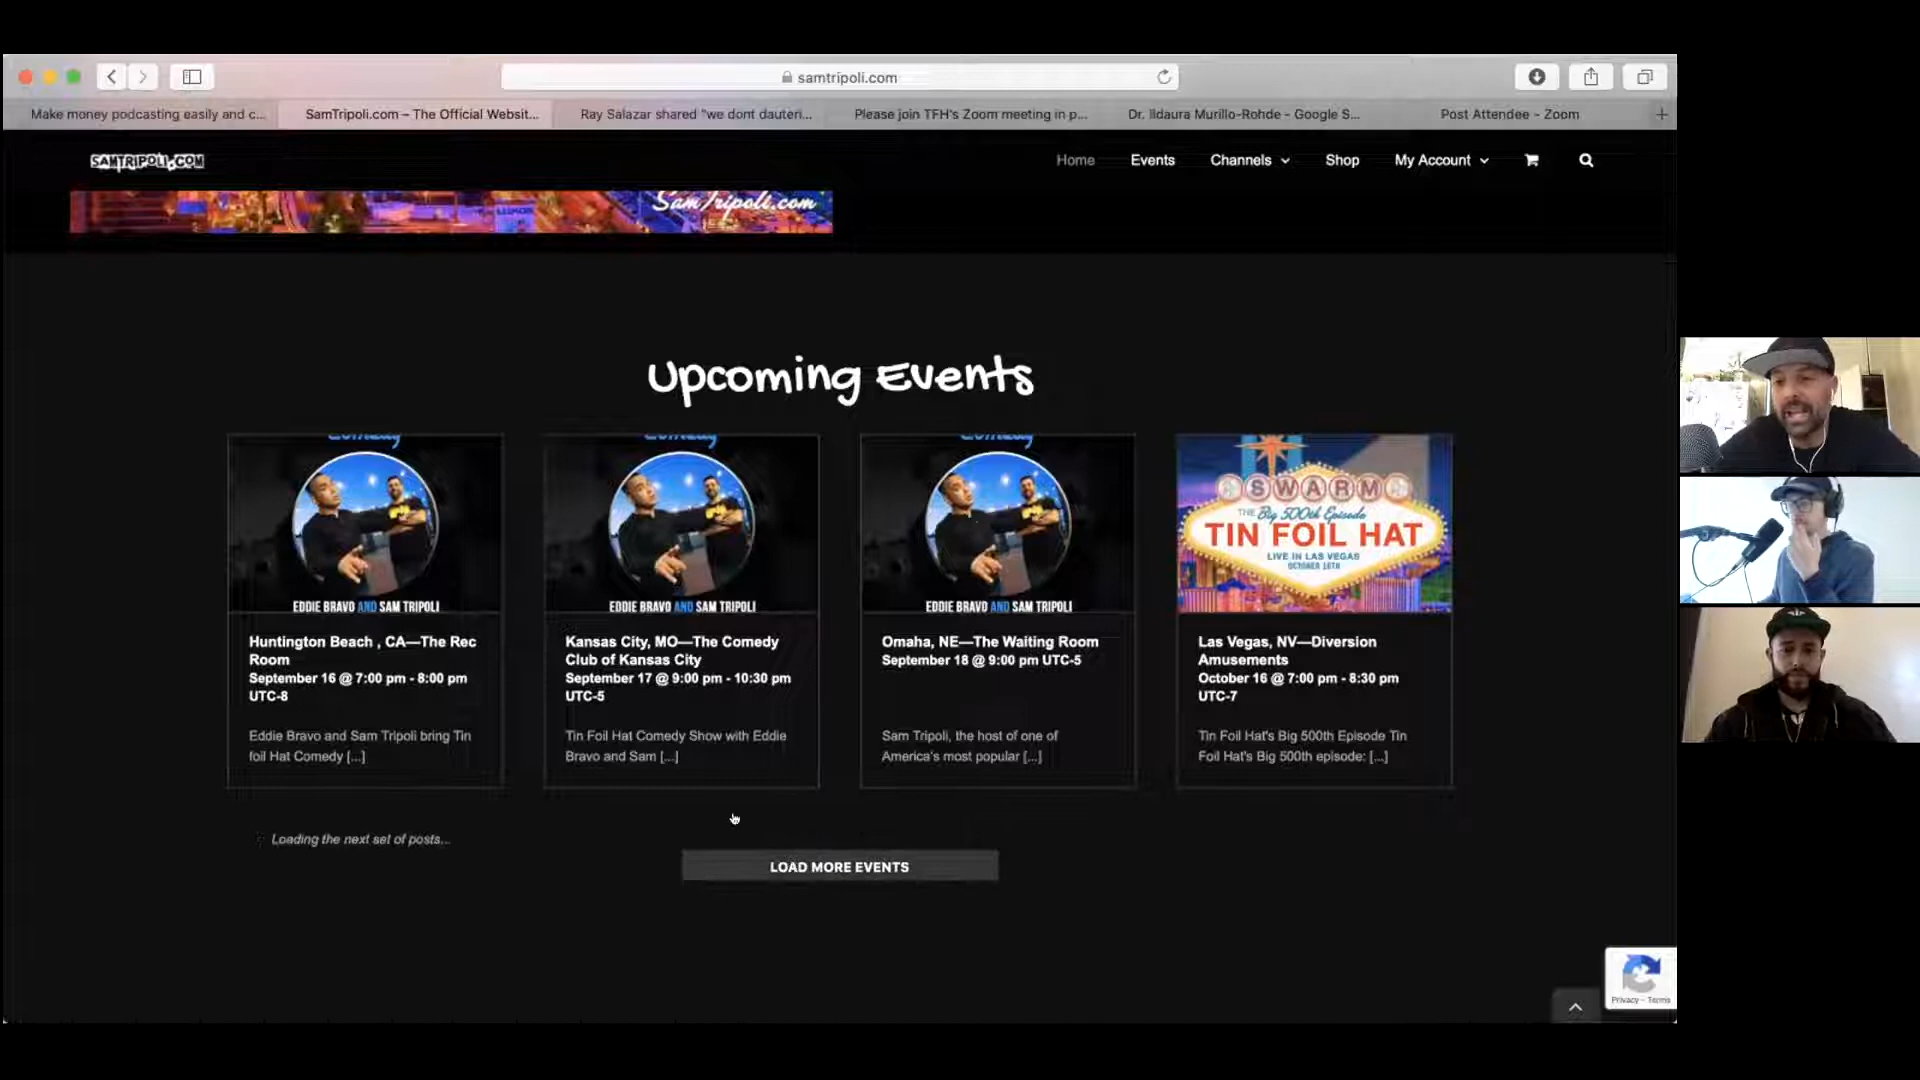 samtripoli.com
Make money podcasting easily and c...
SamTripoli.com – The Official Websit...
Ray Salazar shared "we dont dauten...
Please join TFH's Zoom meeting in p...
Dr. Ildaura Murillo-Rohde - Google S...
Post Attendee - Zoom
SAMTRIPOLI.COM
Home
Events
Channels
Shop
My Account
SamTripoli.com
Upcoming Events
Comedy
EDDIE BRAVO AND SAM TRIPOLI
Huntington Beach , CA—The Rec
Room
September 16 @ 7:00 pm - 8:00 pm
UTC-8
Eddie Bravo and Sam Tripoli bring Tin
foil Hat Comedy [...]
Comedy
EDDIE BRAVO AND SAM TRIPOLI
Kansas City, MO—The Comedy
Club of Kansas City
September 17 @ 9:00 pm - 10:30 pm
UTC-5
Tin Foil Hat Comedy Show with Eddie
Bravo and Sam [...]
Comedy
EDDIE BRAVO AND SAM TRIPOLI
Omaha, NE—The Waiting Room
September 18 @ 9:00 pm UTC-5
Sam Tripoli, the host of one of
America's most popular [...]
SWARM
THE Big 500th Episode
TIN FOIL HAT
LIVE IN LAS VEGAS
OCTOBER 16TH
Las Vegas, NV—Diversion
Amusements
October 16 @ 7:00 pm - 8:30 pm
UTC-7
Tin Foil Hat's Big 500th Episode Tin
Foil Hat's Big 500th episode: [...]
Loading the next set of posts...
LOAD MORE EVENTS
Privacy - Terms